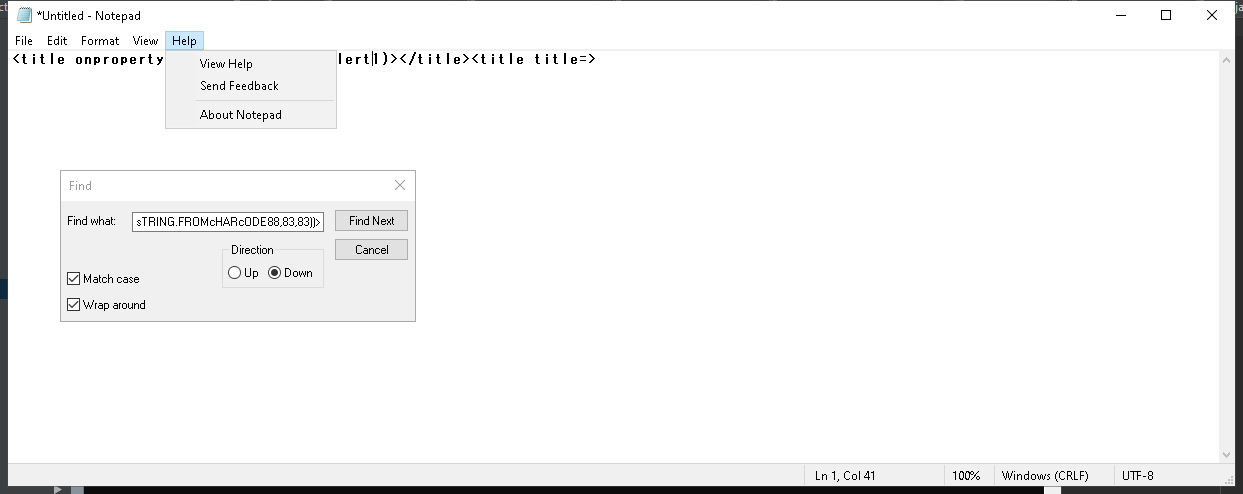 *Untitled - Notepad
File Edit Format View Help
<title onproperty lert1)></title><title title=>
View Help
Send Feedback
About Notepad
Find
Find what: sTRING.FROMcHARcODE88,83,83))> Find Next
Direction Cancel
Up Down
Match case
Wrap around
Ln 1, Col 41 100% Windows (CRLF) UTF-8